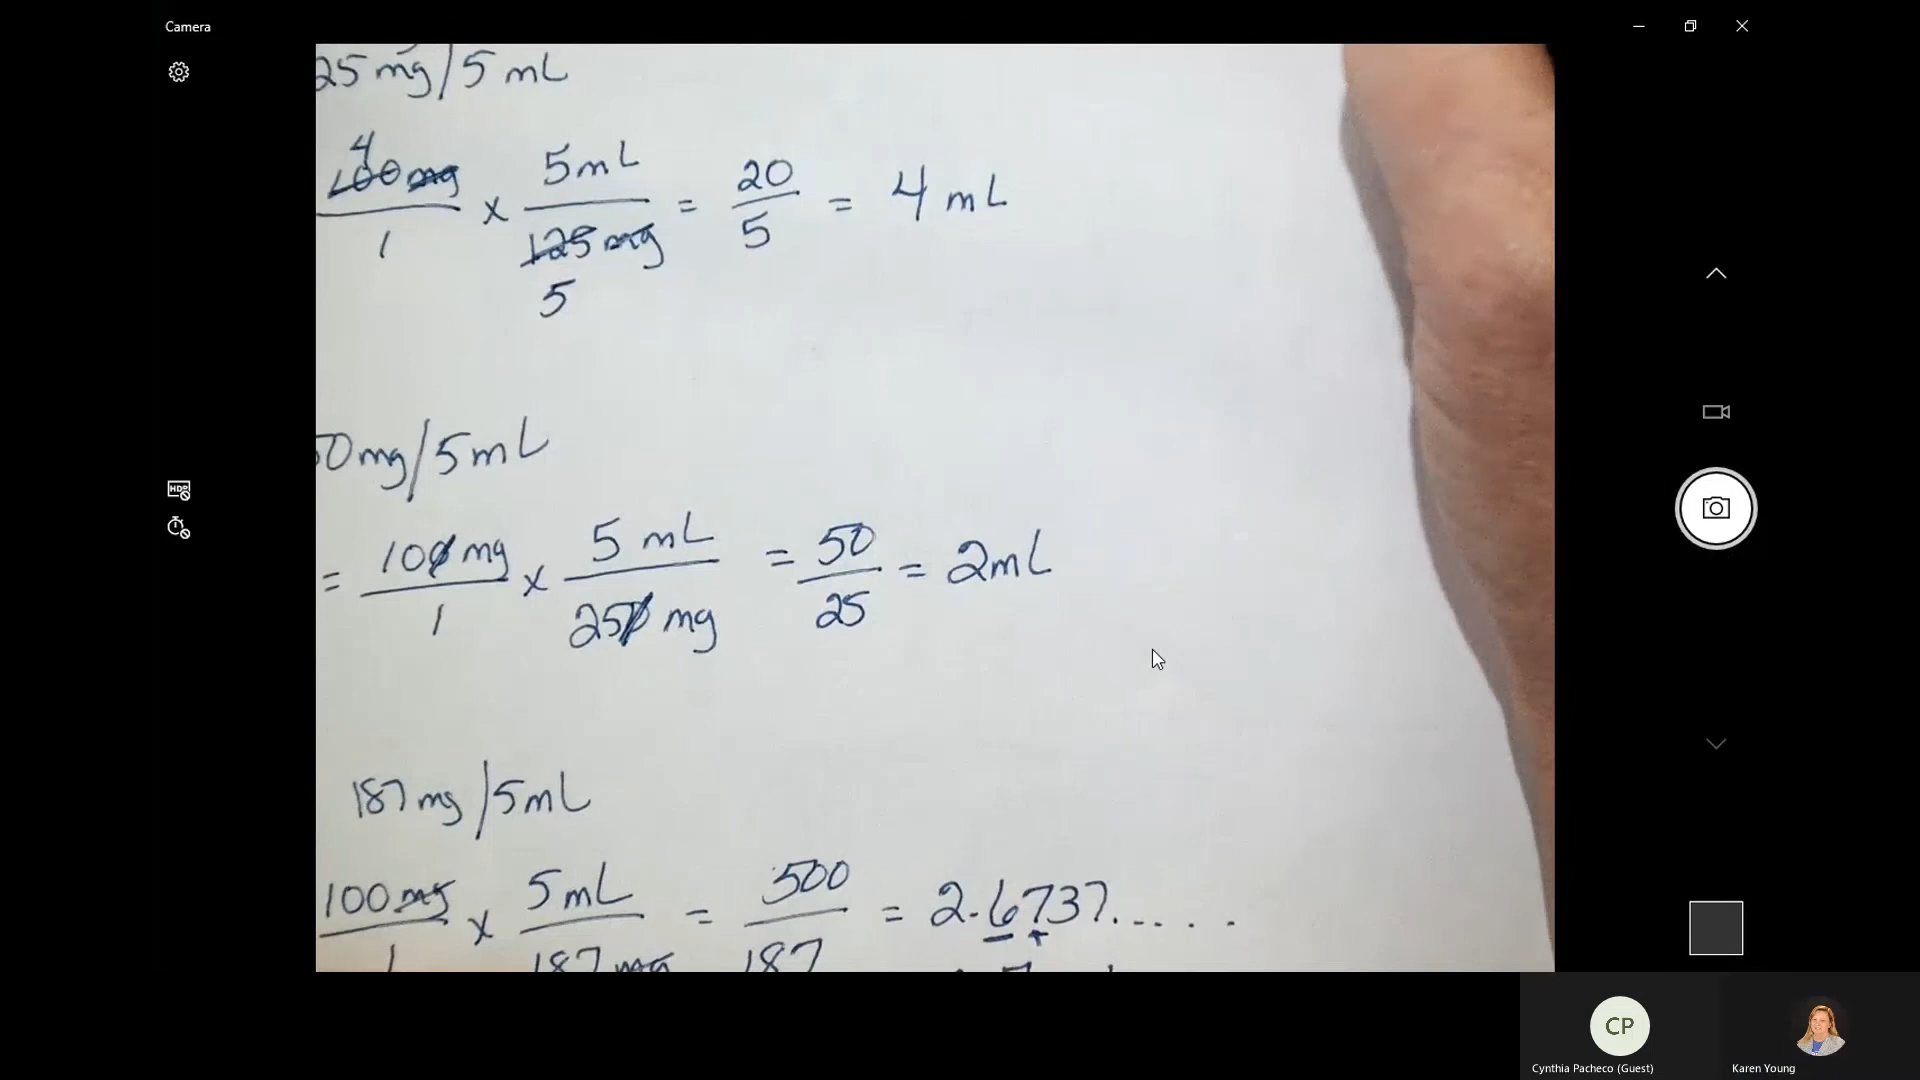 Camera
25 mg/5 mL
4
100 mg
1
x
5 mL
125 mg
5
=
20
5
= 4 mL
0 mg/5 mL
= 100 mg
1
x
5 mL
250 mg
= 50
25
= 2 mL
187 mg/5 mL
100 mg
1
x
5 mL
187 mg
=
500
187
= 2.6737.....
CP
Cynthia Pacheco (Guest)
Karen Young